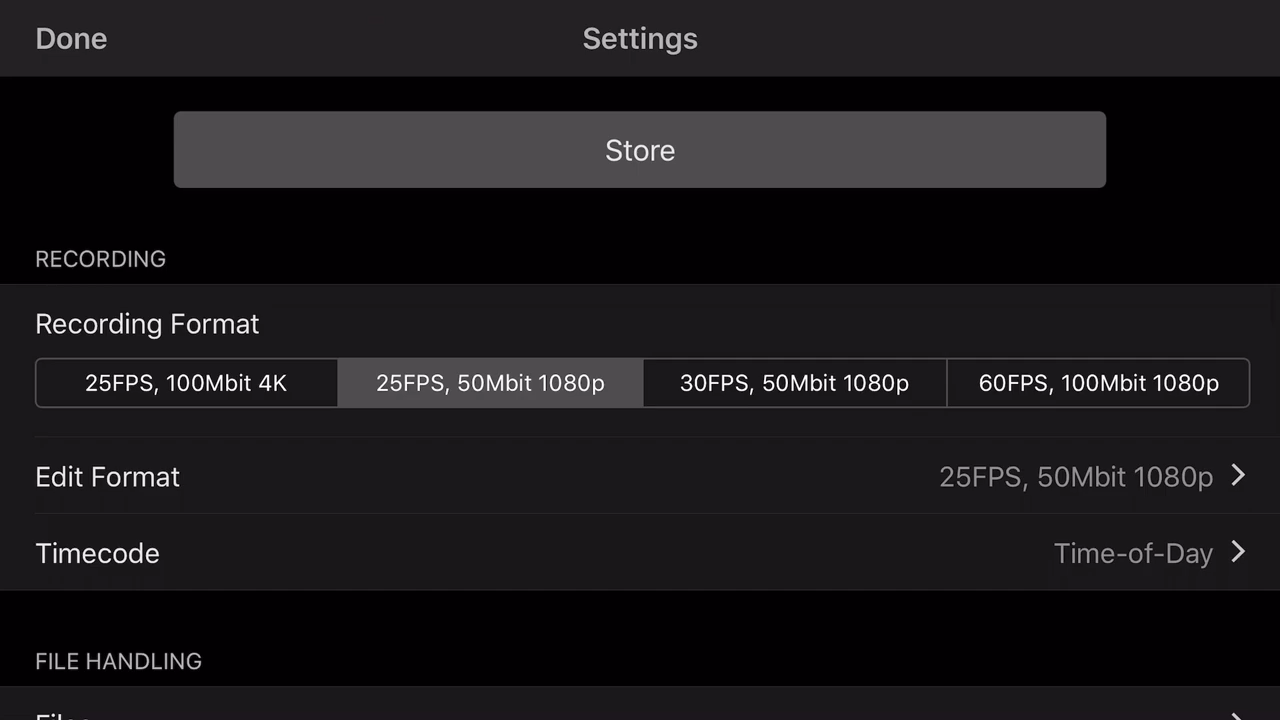 Done
Settings
Store
RECORDING
Recording Format
25FPS, 100Mbit 4K
25FPS, 50Mbit 1080p
30FPS, 50Mbit 1080p
60FPS, 100Mbit 1080p
Edit Format
25FPS, 50Mbit 1080p
Timecode
Time-of-Day
FILE HANDLING